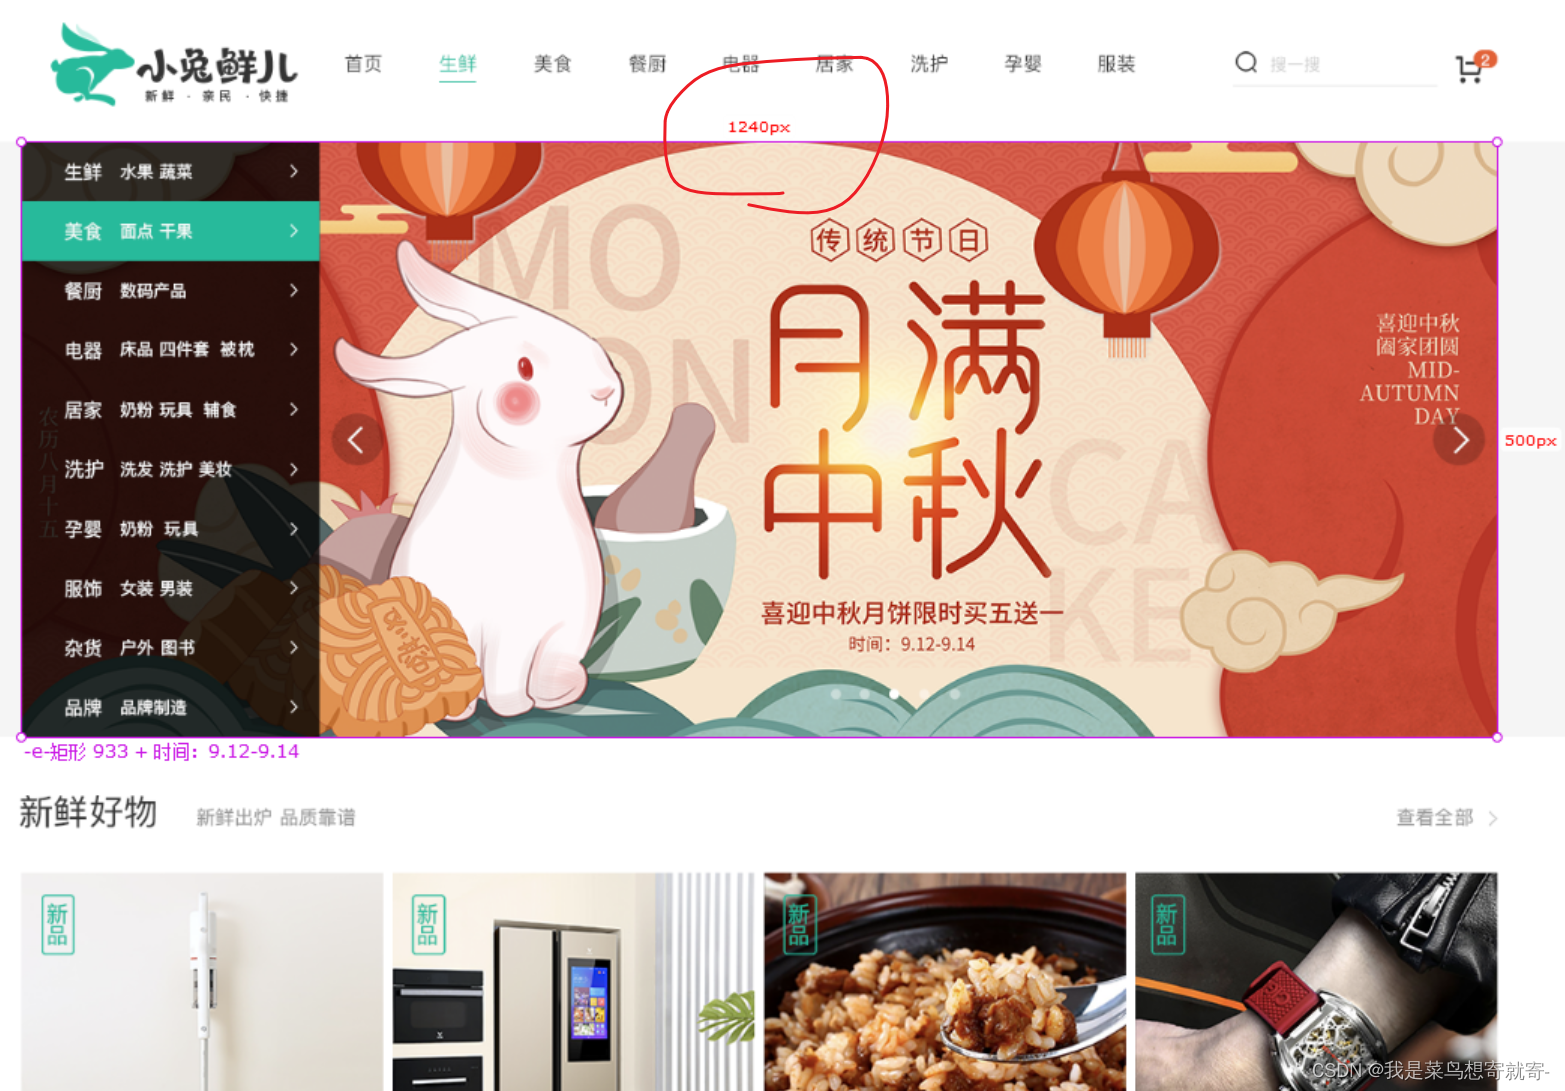 小兔鲜儿
新鲜 · 亲民 · 快捷
首页 生鲜 美食 餐厨 电器 居家 洗护 孕婴 服装
搜一搜
2
1240px
生鲜 水果 蔬菜
美食 面点 干果
餐厨 数码产品
电器 床品 四件套 被枕
居家 奶粉 玩具 辅食
洗护 洗发 洗护 美妆
孕婴 奶粉 玩具
服饰 女装 男装
杂货 户外 图书
品牌 品牌制造
农历八月十五
MO
ON
CA
KE
传统节日
月满
中秋
喜迎中秋月饼限时买五送一
时间：9.12-9.14
喜迎中秋
阖家团圆
MID-
AUTUMN
DAY
500px
-e-矩形 933 + 时间：9.12-9.14
新鲜好物 新鲜出炉 品质靠谱 查看全部
新品
新品
新品
新品
CSDN @我是菜鸟想寄就寄-